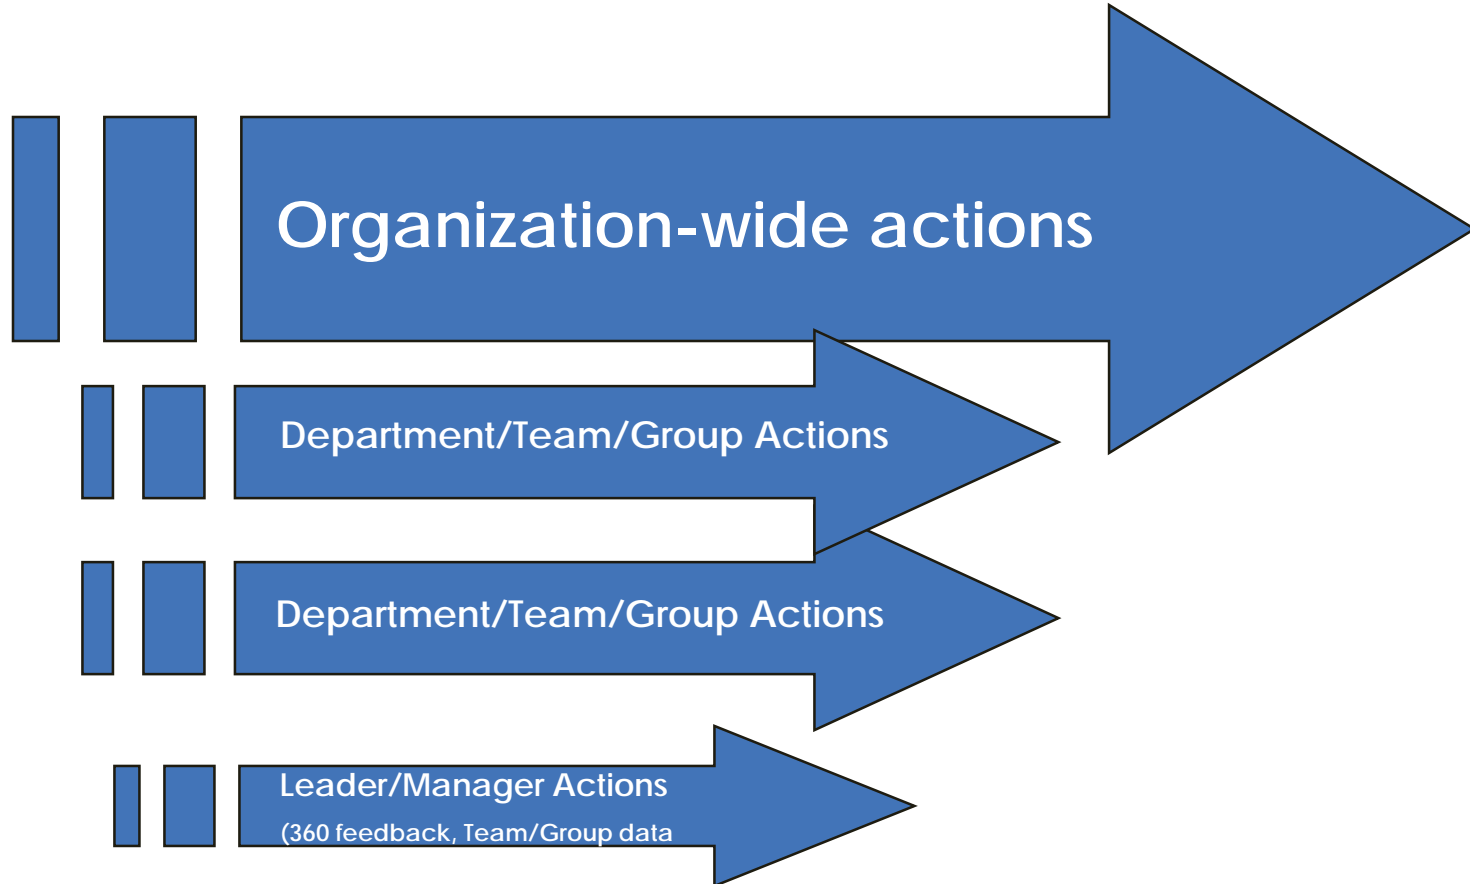 Organization-wide actions
Department/Team/Group Actions
Department/Team/Group Actions
Leader/Manager Actions
(360 feedback, Team/Group data